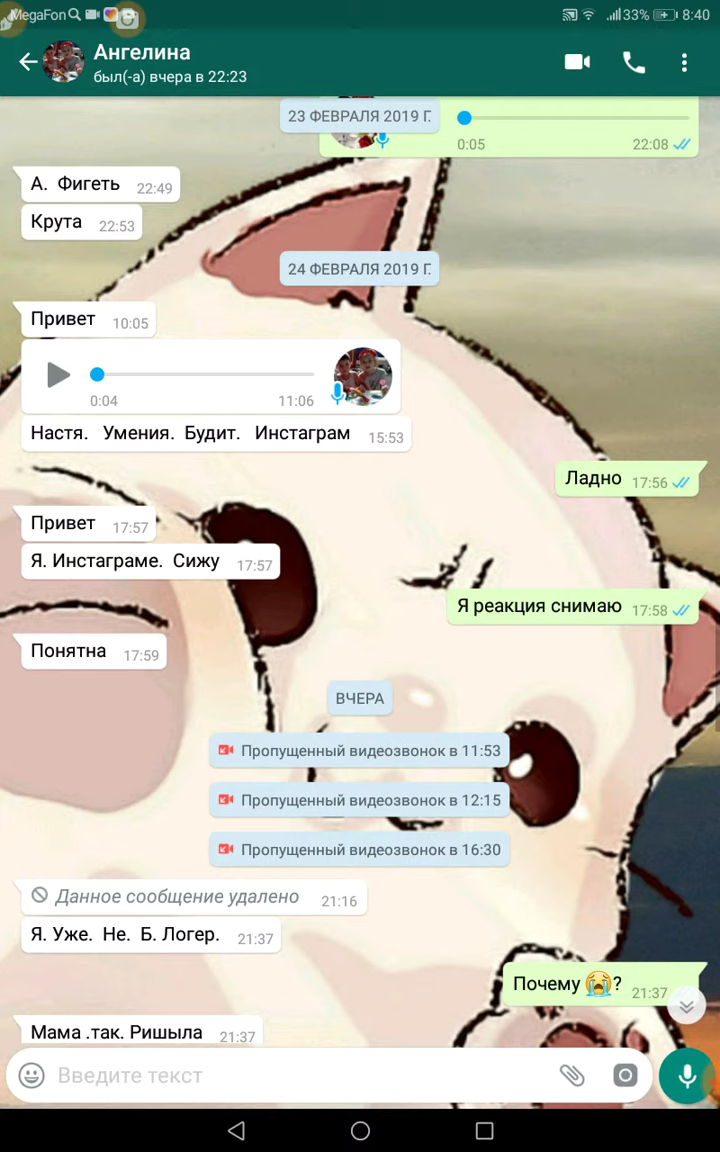 MegaFon 33% 8:40
Ангелина
был(-а) вчера в 22:23
23 ФЕВРАЛЯ 2019 Г.
0:05 22:08
А. Фигеть 22:49
Крута 22:53
24 ФЕВРАЛЯ 2019 Г.
Привет 10:05
0:04 11:06
Настя. Умения. Будит. Инстаграм 15:53
Ладно 17:56
Привет 17:57
Я. Инстаграме. Сижу 17:57
Я реакция снимаю 17:58
Понятна 17:59
ВЧЕРА
Пропущенный видеозвонок в 11:53
Пропущенный видеозвонок в 12:15
Пропущенный видеозвонок в 16:30
Данное сообщение удалено 21:16
Я. Уже. Не. Б. Логер. 21:37
Почему 😭? 21:37
Мама .так. Ришыла 21:37
Введите текст